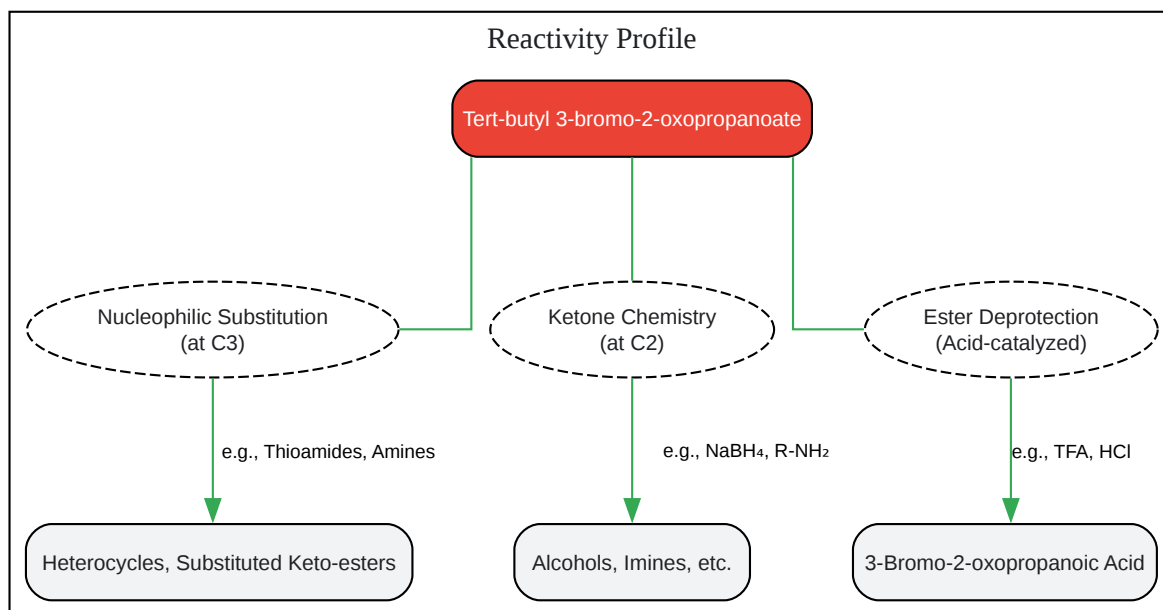 Reactivity Profile
Tert-butyl 3-bromo-2-oxopropanoate
Nucleophilic Substitution
(at C3)
Ketone Chemistry
(at C2)
Ester Deprotection
(Acid-catalyzed)
e.g., Thioamides, Amines
e.g., NaBH₄, R-NH₂
e.g., TFA, HCl
Heterocycles, Substituted Keto-esters
Alcohols, Imines, etc.
3-Bromo-2-oxopropanoic Acid